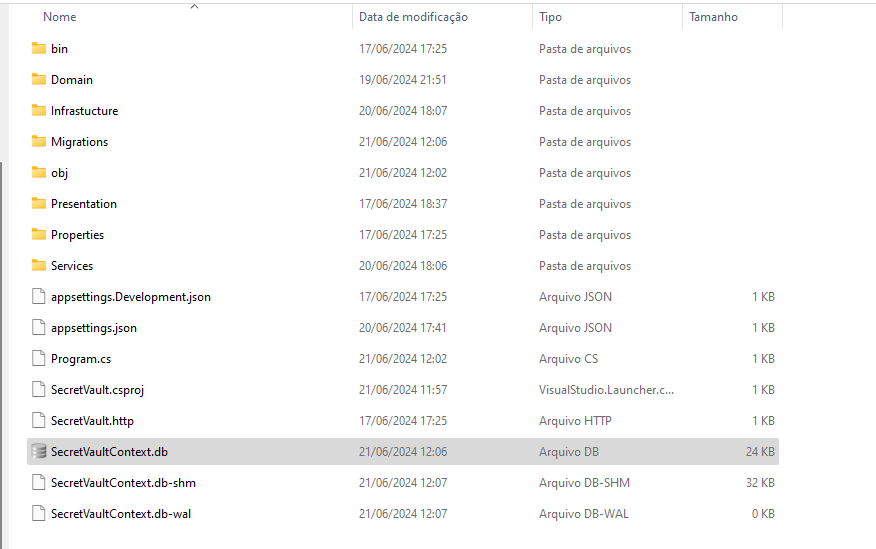 Nome Data de modificação Tipo Tamanho
bin 17/06/2024 17:25 Pasta de arquivos
Domain 19/06/2024 21:51 Pasta de arquivos
Infrastucture 20/06/2024 18:07 Pasta de arquivos
Migrations 21/06/2024 12:06 Pasta de arquivos
obj 21/06/2024 12:02 Pasta de arquivos
Presentation 17/06/2024 18:37 Pasta de arquivos
Properties 17/06/2024 17:25 Pasta de arquivos
Services 20/06/2024 18:06 Pasta de arquivos
appsettings.Development.json 17/06/2024 17:25 Arquivo JSON 1 KB
appsettings.json 20/06/2024 17:41 Arquivo JSON 1 KB
Program.cs 21/06/2024 12:02 Arquivo CS 1 KB
SecretVault.csproj 21/06/2024 11:57 VisualStudio.Launcher.c... 1 KB
SecretVault.http 17/06/2024 17:25 Arquivo HTTP 1 KB
SecretVaultContext.db 21/06/2024 12:06 Arquivo DB 24 KB
SecretVaultContext.db-shm 21/06/2024 12:07 Arquivo DB-SHM 32 KB
SecretVaultContext.db-wal 21/06/2024 12:07 Arquivo DB-WAL 0 KB